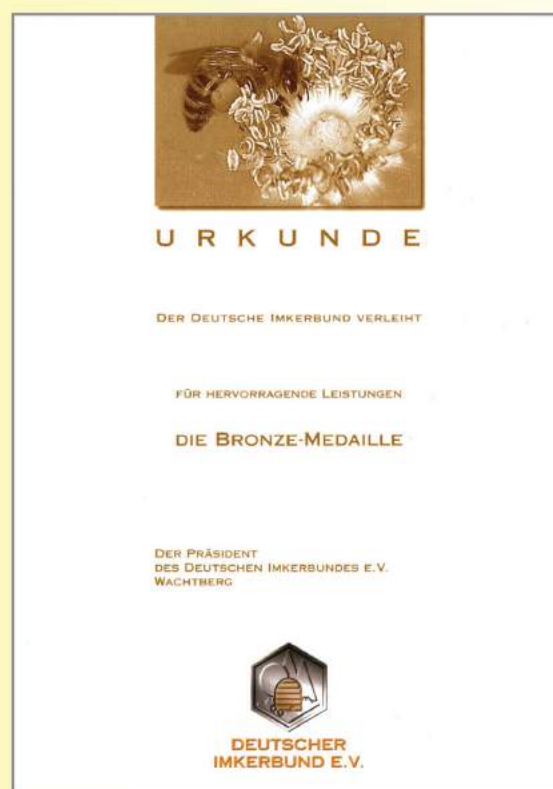 URKUNDE
DER DEUTSCHE IMKERBUND VERLEIHT
FÜR HERVORRAGENDE LEISTUNGEN
DIE BRONZE-MEDAILLE
DER PRÄSIDENT
DES DEUTSCHEN IMKERBUNDES E.V.
WACHTBERG
DEUTSCHER
IMKERBUND E.V.